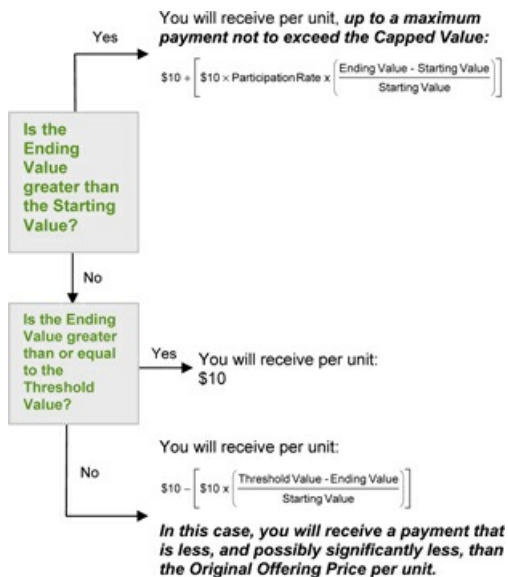 You will receive per unit, up to a maximum
payment not to exceed the Capped Value:
Yes
$10 + [ $10 × Participation Rate x ( Ending Value - Starting Value / Starting Value ) ]
Is the
Ending
Value
greater than
the Starting
Value?
No
Is the Ending
Value greater
than or equal
to the
Threshold
Value?
Yes
You will receive per unit:
$10
You will receive per unit:
No
$10 – [ $10 x ( Threshold Value - Ending Value / Starting Value ) ]
In this case, you will receive a payment that
is less, and possibly significantly less, than
the Original Offering Price per unit.